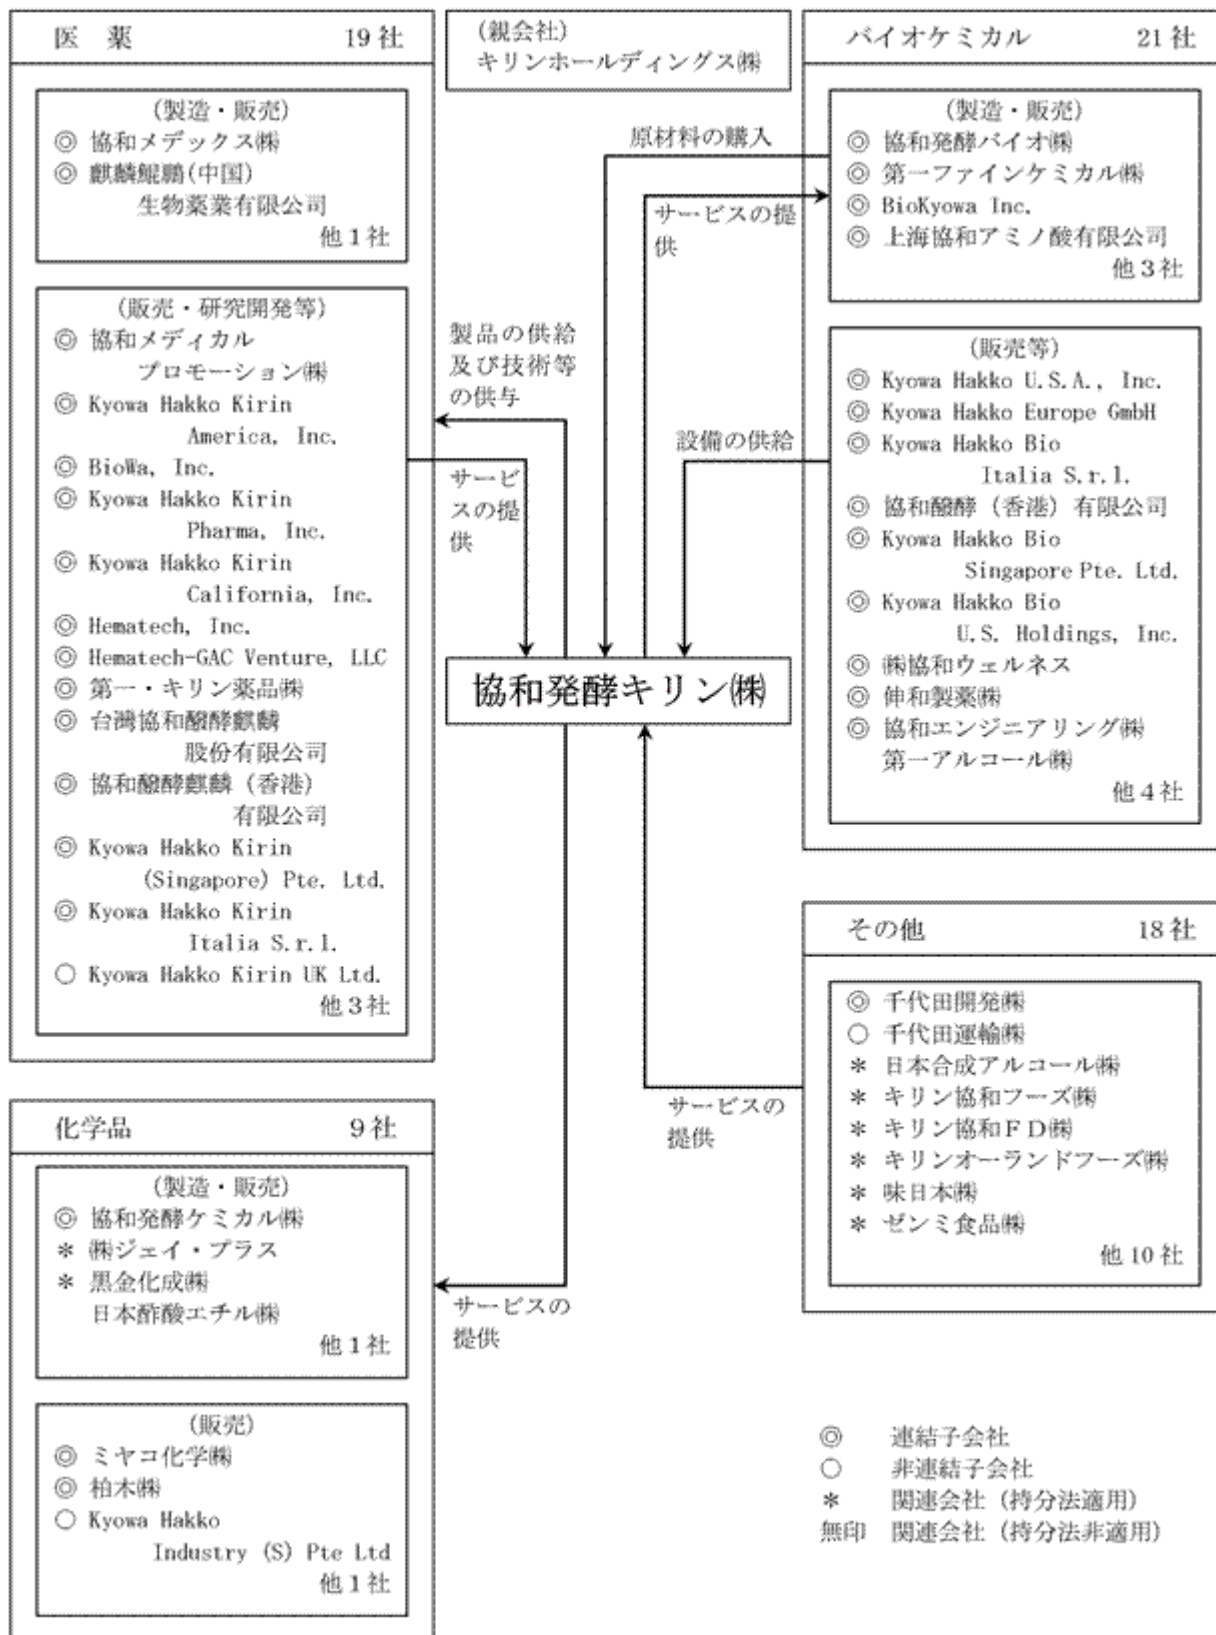 医　薬　19社
(製造・販売)
◎ 協和メデックス㈱
◎ 麒麟鯤鵬(中国)
生物薬業有限公司
他１社
(販売・研究開発等)
◎ 協和メディカル
プロモーション㈱
◎ Kyowa Hakko Kirin
America, Inc.
◎ BioWa, Inc.
◎ Kyowa Hakko Kirin
Pharma, Inc.
◎ Kyowa Hakko Kirin
California, Inc.
◎ Hematech, Inc.
◎ Hematech-GAC Venture, LLC
◎ 第一・キリン薬品㈱
◎ 台灣協和醱酵麒麟
股份有限公司
◎ 協和醱酵麒麟（香港）
有限公司
◎ Kyowa Hakko Kirin
(Singapore) Pte. Ltd.
◎ Kyowa Hakko Kirin
Italia S.r.l.
○ Kyowa Hakko Kirin UK Ltd.
他３社
化学品　9社
(製造・販売)
◎ 協和発酵ケミカル㈱
* ㈱ジェイ・プラス
* 黒金化成㈱
日本酢酸エチル㈱
他１社
(販売)
◎ ミヤコ化学㈱
◎ 柏木㈱
○ Kyowa Hakko
Industry (S) Pte Ltd
他１社
(親会社)
キリンホールディングス㈱
原材料の購入
サービスの提
供
製品の供給
及び技術等
の供与
サービ
スの提
供
設備の供給
協和発酵キリン㈱
サービスの
提供
サービスの
提供
バイオケミカル　21社
(製造・販売)
◎ 協和発酵バイオ㈱
◎ 第一ファインケミカル㈱
◎ BioKyowa Inc.
◎ 上海協和アミノ酸有限公司
他３社
(販売等)
◎ Kyowa Hakko U.S.A., Inc.
◎ Kyowa Hakko Europe GmbH
◎ Kyowa Hakko Bio
Italia S.r.l.
◎ 協和醱酵（香港）有限公司
◎ Kyowa Hakko Bio
Singapore Pte. Ltd.
◎ Kyowa Hakko Bio
U.S. Holdings, Inc.
◎ ㈱協和ウェルネス
◎ 伸和製薬㈱
◎ 協和エンジニアリング㈱
第一アルコール㈱
他４社
その他　18社
◎ 千代田開発㈱
○ 千代田運輸㈱
* 日本合成アルコール㈱
* キリン協和フーズ㈱
* キリン協和ＦＤ㈱
* キリンオーランドフーズ㈱
* 味日本㈱
* ゼンミ食品㈱
他10社
◎ 連結子会社
○ 非連結子会社
* 関連会社（持分法適用）
無印 関連会社（持分法非適用）